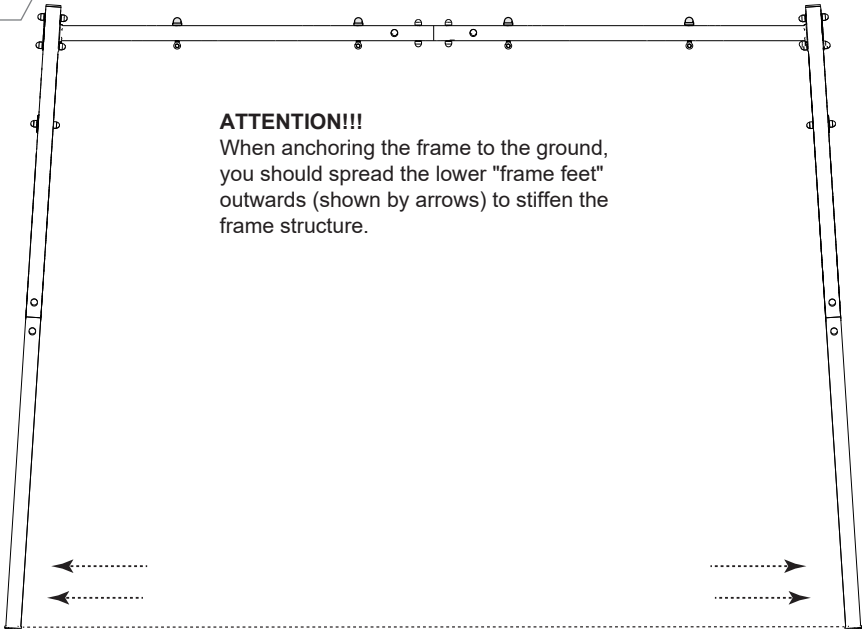 ATTENTION!!!
When anchoring the frame to the ground,
you should spread the lower "frame feet"
outwards (shown by arrows) to stiffen the
frame structure.